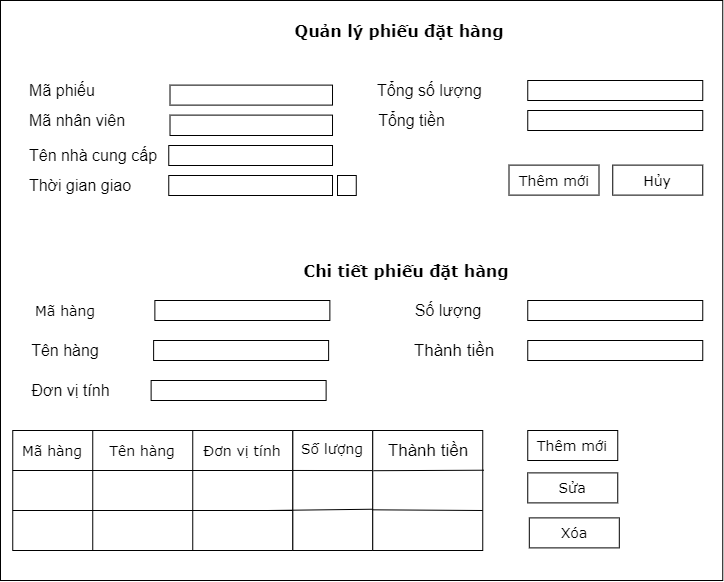 Quản lý phiếu đặt hàng
Mã phiếu
Tổng số lượng
Mã nhân viên
Tổng tiền
Tên nhà cung cấp
Thời gian giao
Thêm mới
Hủy
Chi tiết phiếu đặt hàng
Mã hàng
Số lượng
Tên hàng
Thành tiền
Đơn vị tính
Mã hàng Tên hàng Đơn vị tính Số lượng Thành tiền
Thêm mới
Sửa
Xóa